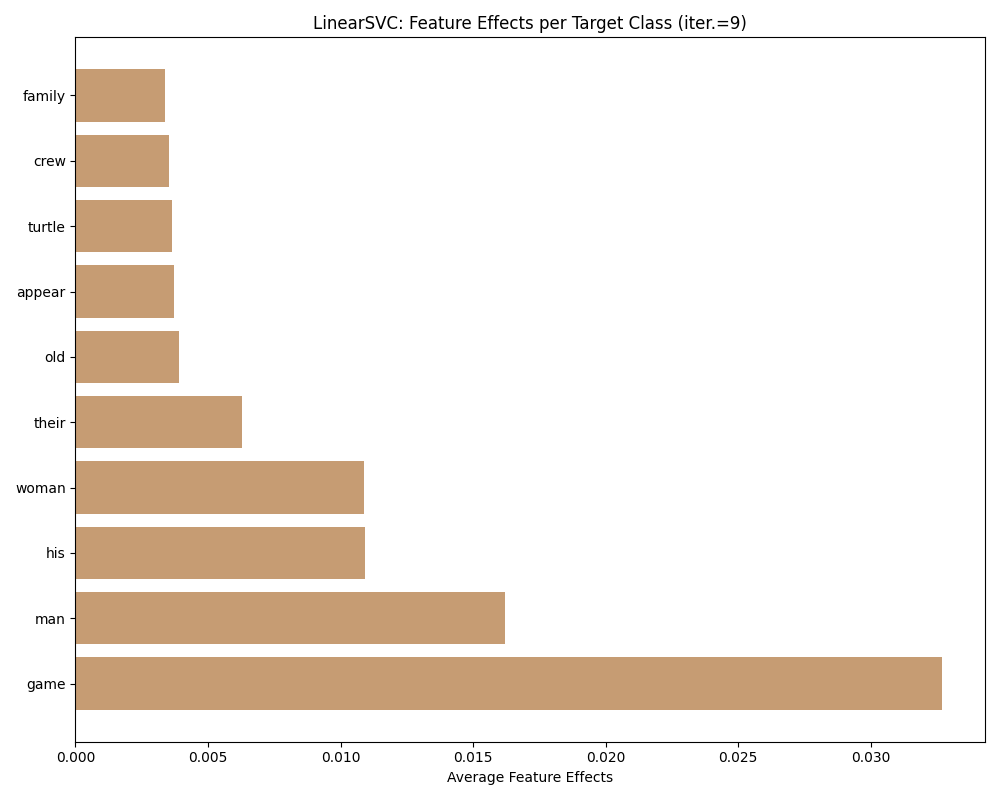 LinearSVC: Feature Effects per Target Class (iter.=9)
family
crew
turtle
appear
old
their
woman
his
man
game
0.000 0.005 0.010 0.015 0.020 0.025 0.030
Average Feature Effects